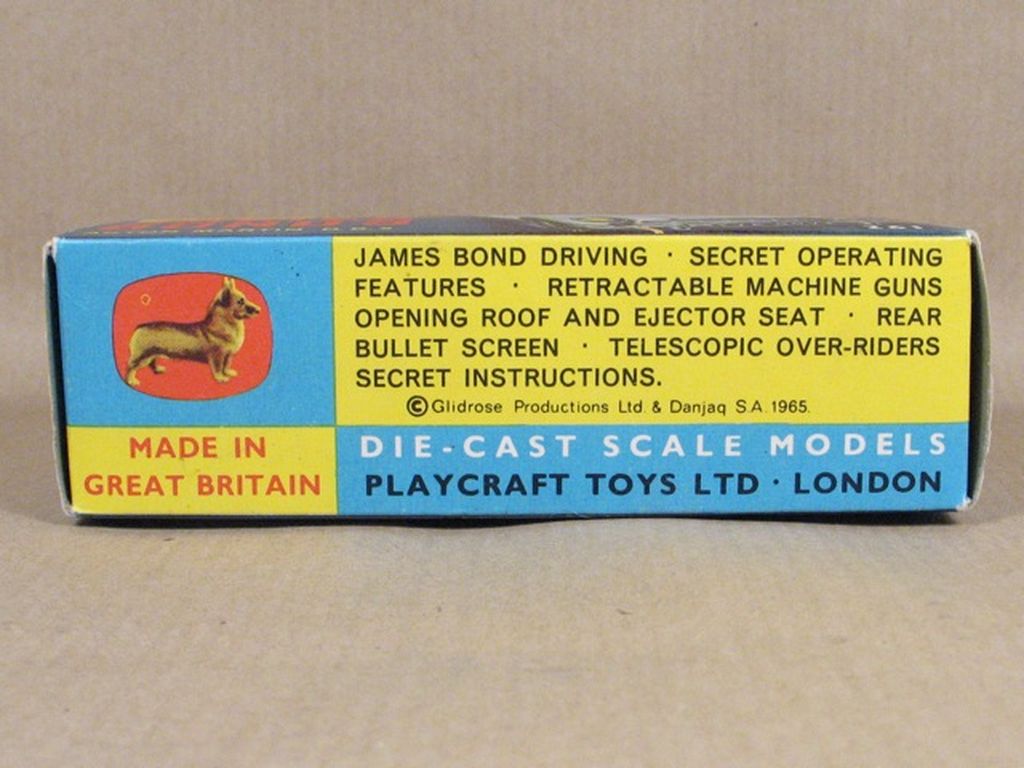 JAMES BOND DRIVING · SECRET OPERATING
FEATURES · RETRACTABLE MACHINE GUNS
OPENING ROOF AND EJECTOR SEAT · REAR
BULLET SCREEN · TELESCOPIC OVER-RIDERS
SECRET INSTRUCTIONS.
©Glidrose Productions Ltd. & Danjaq S.A. 1965.
MADE IN
GREAT BRITAIN
DIE-CAST SCALE MODELS
PLAYCRAFT TOYS LTD · LONDON